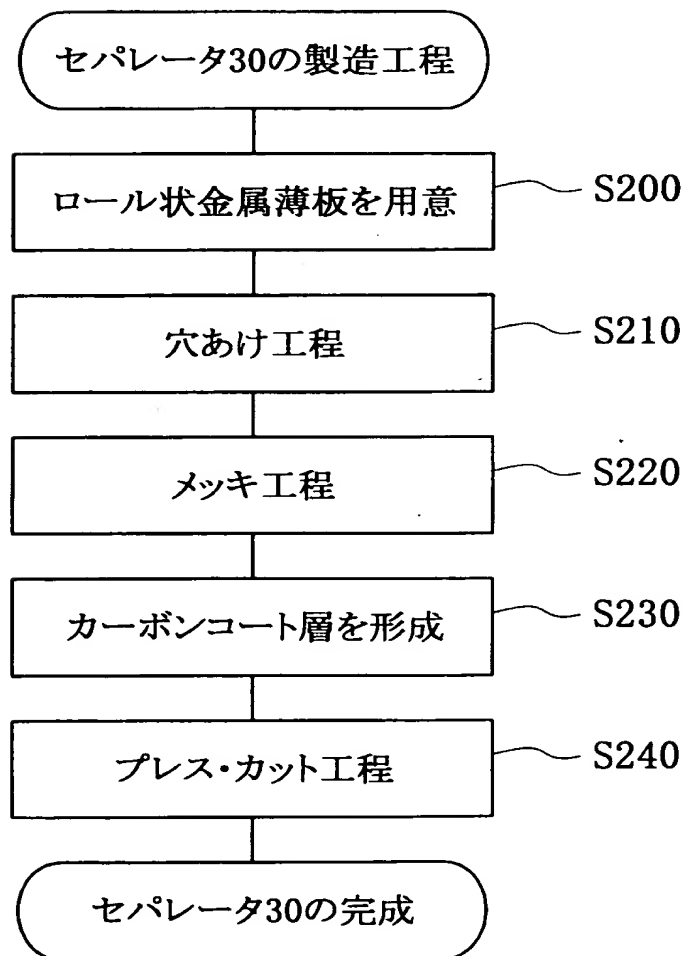 セパレータ30の製造工程
ロール状金属薄板を用意
S200
穴あけ工程
S210
メッキ工程
S220
カーボンコート層を形成
S230
プレス・カット工程
S240
セパレータ30の完成